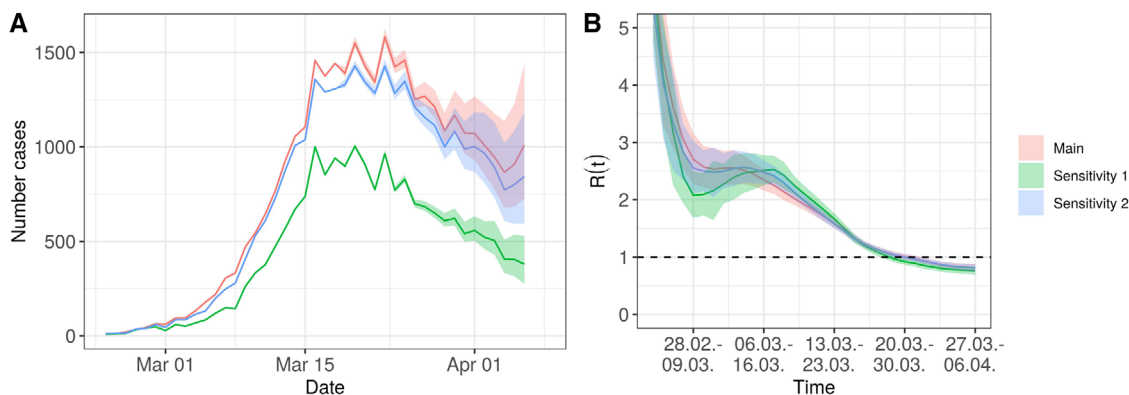 A
Number cases
1500
1000
500
0
Mar 01
Mar 15
Apr 01
Date
B
R(t)
5
4
3
2
1
0
28.02.- 06.03.- 13.03.- 20.03.- 27.03.-
09.03. 16.03. 23.03. 30.03. 06.04.
Time
Main
Sensitivity 1
Sensitivity 2